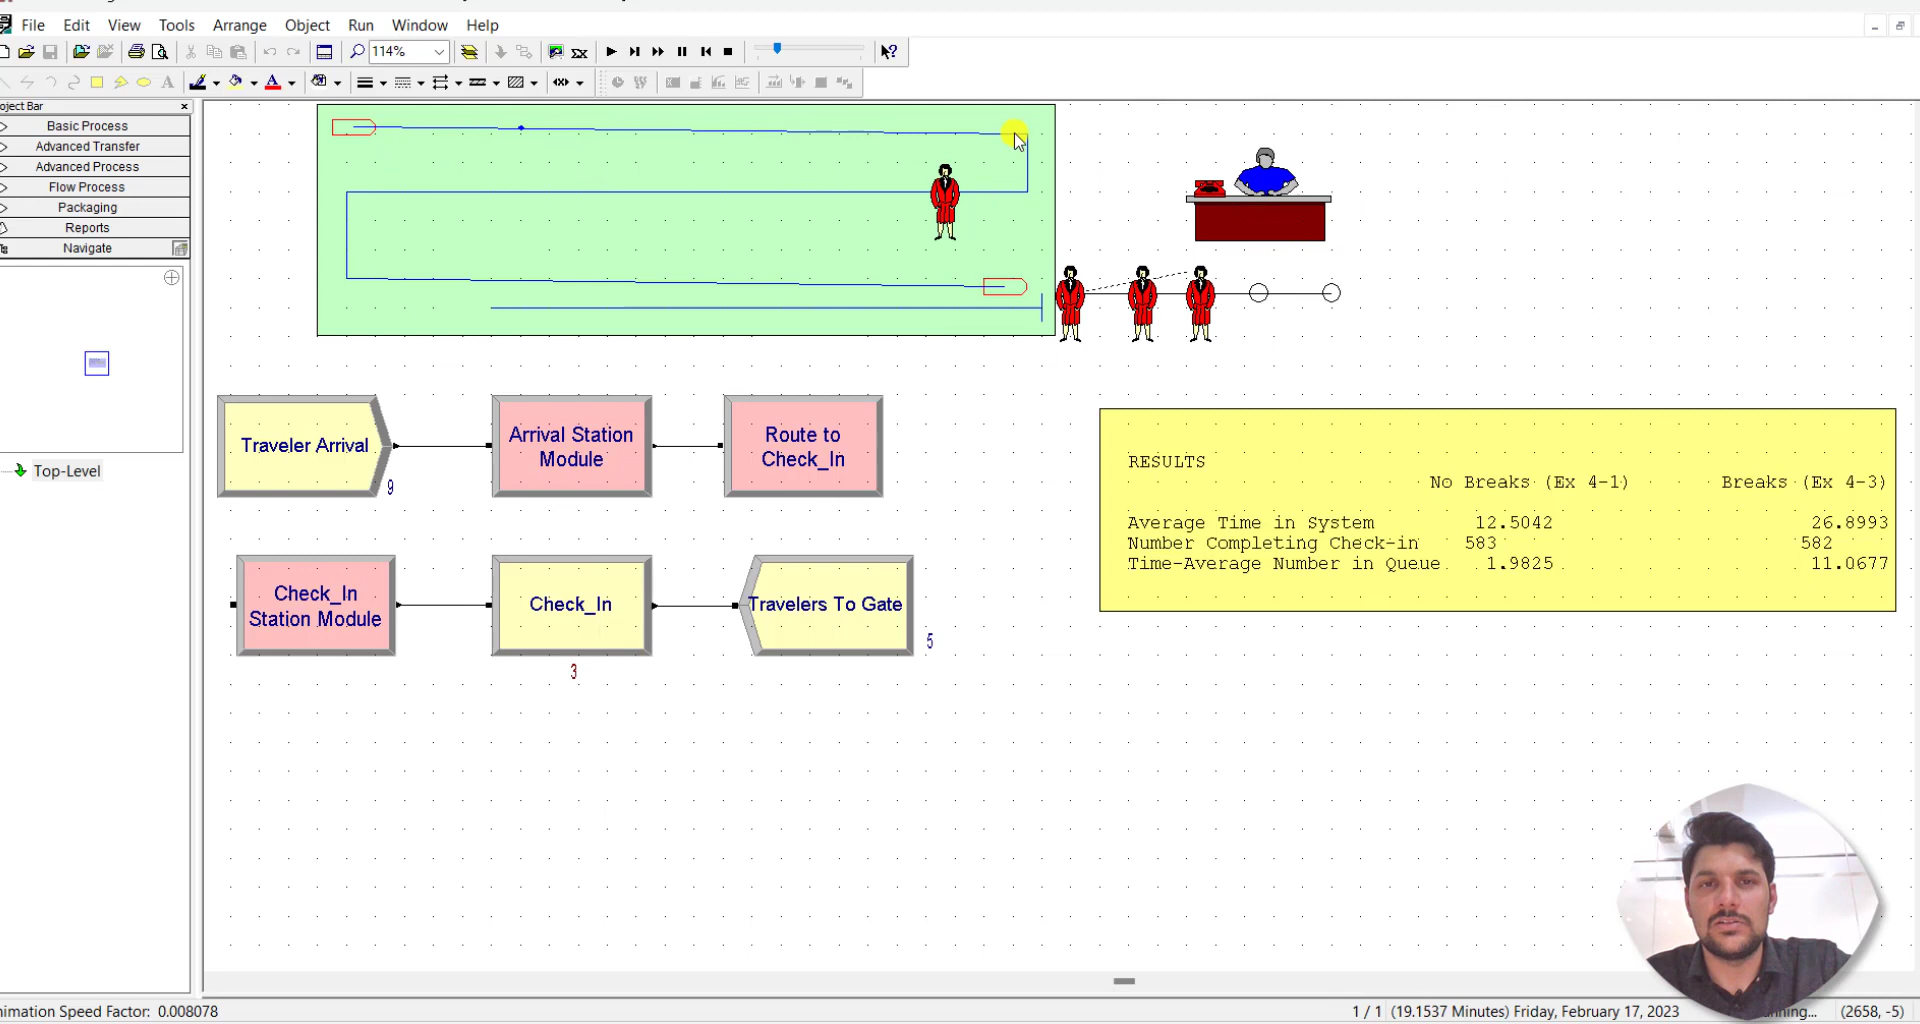 File Edit View Tools Arrange Object Run Window Help
114%
oject Bar
Basic Process
Advanced Transfer
Advanced Process
Flow Process
Packaging
Reports
Navigate
Top-Level
Traveler Arrival
9
Arrival Station
Module
Route to
Check_In
Check_In
Station Module
Check_In
3
Travelers To Gate
5
RESULTS
No Breaks (Ex 4-1) Breaks (Ex 4-3)
Average Time in System 12.5042 26.8993
Number Completing Check-in 583 582
Time-Average Number in Queue 1.9825 11.0677
nimation Speed Factor: 0.008078
1 / 1 (19.1537 Minutes) Friday, February 17, 2023 (2658, -5)